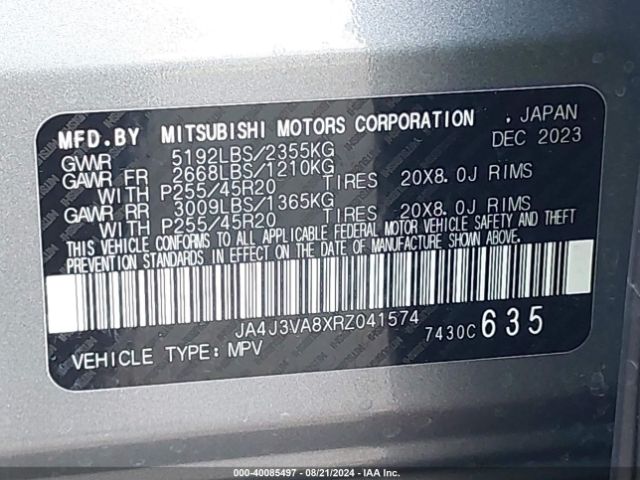 MFD.BY MITSUBISHI MOTORS CORPORATION , JAPAN
GVWR 5192LBS/2355KG DEC 2023
GAWR FR 2668LBS/1210KG
WITH P255/45R20 TIRES 20X8.0J RIMS
GAWR RR 3009LBS/1365KG
WITH P255/45R20 TIRES 20X8.0J RIMS
THIS VEHICLE CONFORMS TO ALL APPLICABLE FEDERAL MOTOR VEHICLE SAFETY AND THEFT
PREVENTION STANDARDS IN EFFECT ON THE DATE OF MANUFACTURE SHOWN ABOVE.
JA4J3VA8XRZ041574 7430C 635
VEHICLE TYPE: MPV
000-40085497 - 08/21/2024 - IAA Inc.